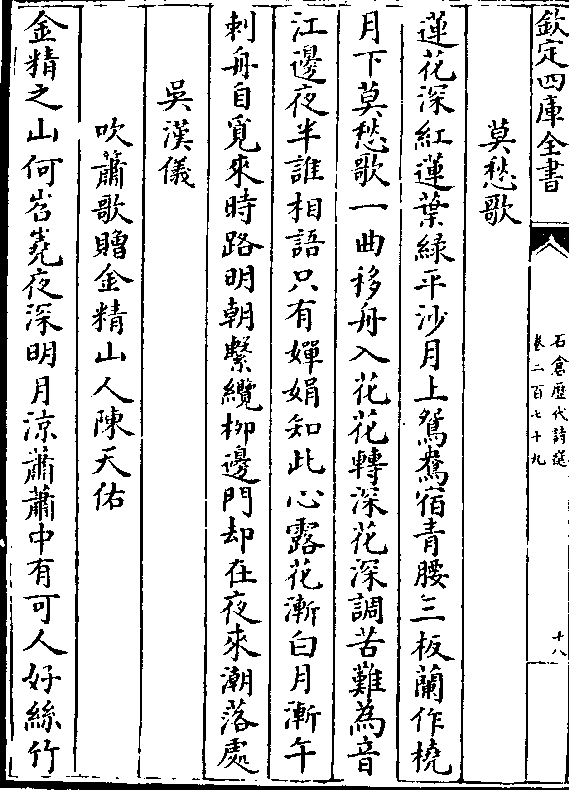 欽定四庫全書
石倉歷代詩選
卷二百七十九
十八
莫愁歌
蓮花深紅蓮葉緑平沙月上鴛鴦宿青腰三板蘭作橈
月下莫愁歌一曲移舟入花花轉深花深調苦難為音
江邊夜半誰相語只有嬋娟知此心露花漸白月漸午
刺舟自覓來時路明朝繫纜柳邊門却在夜來潮落處
吳漢儀
吹蕭歌贈金精山人陳天佑
金精之山何岧嶤夜深明月涼蕭蕭中有可人好絲竹